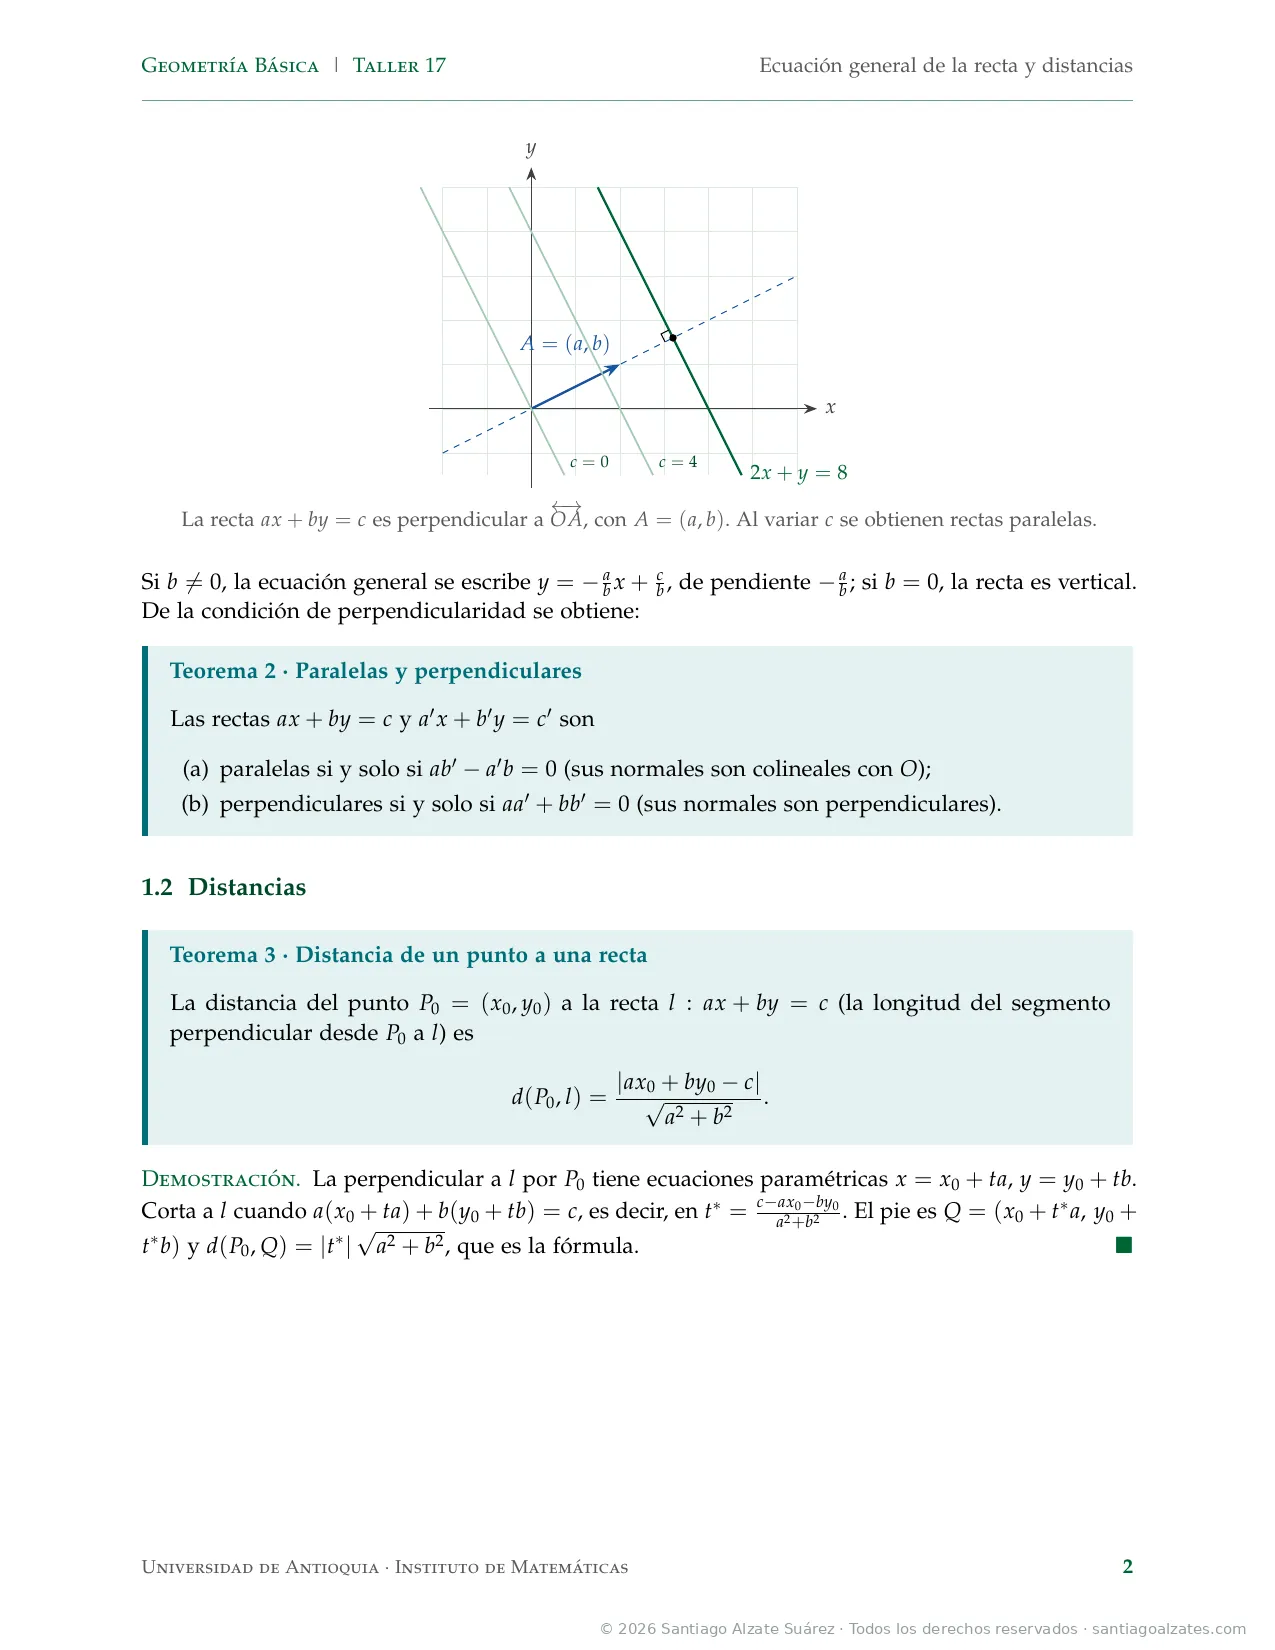 Geometría Básica | Taller 17 Ecuación general de la recta y distancias
y
A = (a, b)
x
c = 0 c = 4 2x + y = 8
La recta ax + by = c es perpendicular a \overleftrightarrow{OA}, con A = (a, b). Al variar c se obtienen rectas paralelas.
Si b ≠ 0, la ecuación general se escribe y = −\frac{a}{b}x + \frac{c}{b}, de pendiente −\frac{a}{b}; si b = 0, la recta es vertical.
De la condición de perpendicularidad se obtiene:
Teorema 2 · Paralelas y perpendiculares
Las rectas ax + by = c y a′x + b′y = c′ son
(a) paralelas si y solo si ab′ − a′b = 0 (sus normales son colineales con O);
(b) perpendiculares si y solo si aa′ + bb′ = 0 (sus normales son perpendiculares).
1.2 Distancias
Teorema 3 · Distancia de un punto a una recta
La distancia del punto P₀ = (x₀, y₀) a la recta l : ax + by = c (la longitud del segmento
perpendicular desde P₀ a l) es
d(P₀, l) = \frac{|ax₀ + by₀ − c|}{\sqrt{a² + b²}}.
Demostración. La perpendicular a l por P₀ tiene ecuaciones paramétricas x = x₀ + ta, y = y₀ + tb.
Corta a l cuando a(x₀ + ta) + b(y₀ + tb) = c, es decir, en t* = \frac{c−ax₀−by₀}{a²+b²}. El pie es Q = (x₀ + t*a, y₀ +
t*b) y d(P₀, Q) = |t*| \sqrt{a² + b²}, que es la fórmula. ■
Universidad de Antioquia · Instituto de Matemáticas 2
© 2026 Santiago Alzate Suárez · Todos los derechos reservados · santiagoalzates.com